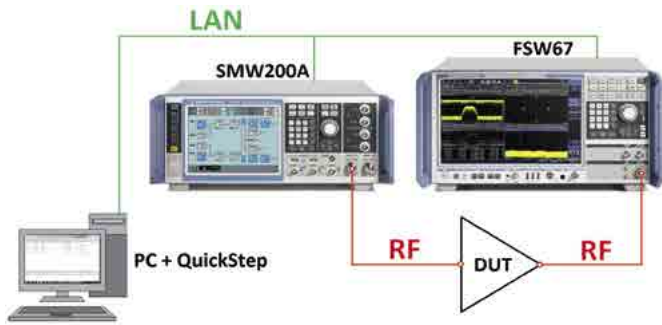 LAN
FSW67
SMW200A
PC + QuickStep
RF
DUT
RF